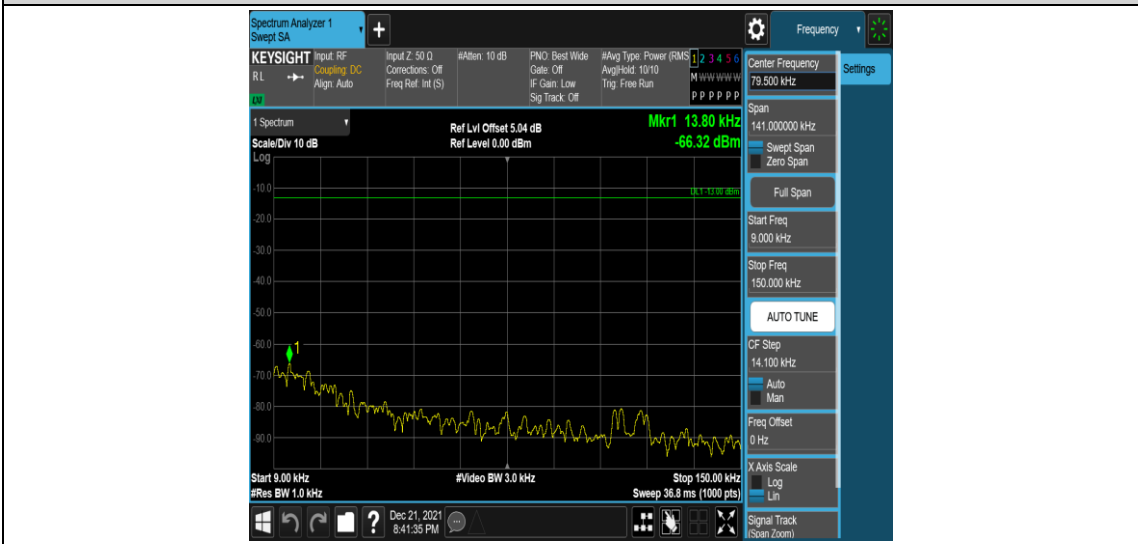 Spectrum Analyzer 1
Swept SA
+
Frequency
KEYSIGHT
RL
LXI
Input: RF
Coupling: DC
Align: Auto
Input Z: 50 Ω
Corrections: Off
Freq Ref: Int (S)
#Atten: 10 dB
PNO: Best Wide
Gate: Off
IF Gain: Low
Sig Track: Off
#Avg Type: Power (RMS
Avg|Hold: 10/10
Trig: Free Run
1 2 3 4 5 6
M W W W W W
P P P P P P
1 Spectrum
Scale/Div 10 dB
Log
Ref Lvl Offset 5.04 dB
Ref Level 0.00 dBm
Mkr1 13.80 kHz
-66.32 dBm
DL1 -13.00 dBm
-10.0
-20.0
-30.0
-40.0
-50.0
-60.0
-70.0
-80.0
-90.0
1
Start 9.00 kHz
#Res BW 1.0 kHz
#Video BW 3.0 kHz
Stop 150.00 kHz
Sweep 36.8 ms (1000 pts)
?
Dec 21, 2021
8:41:35 PM
Center Frequency
79.500 kHz
Settings
Span
141.000000 kHz
Swept Span
Zero Span
Full Span
Start Freq
9.000 kHz
Stop Freq
150.000 kHz
AUTO TUNE
CF Step
14.100 kHz
Auto
Man
Freq Offset
0 Hz
X Axis Scale
Log
Lin
Signal Track
(Span Zoom)